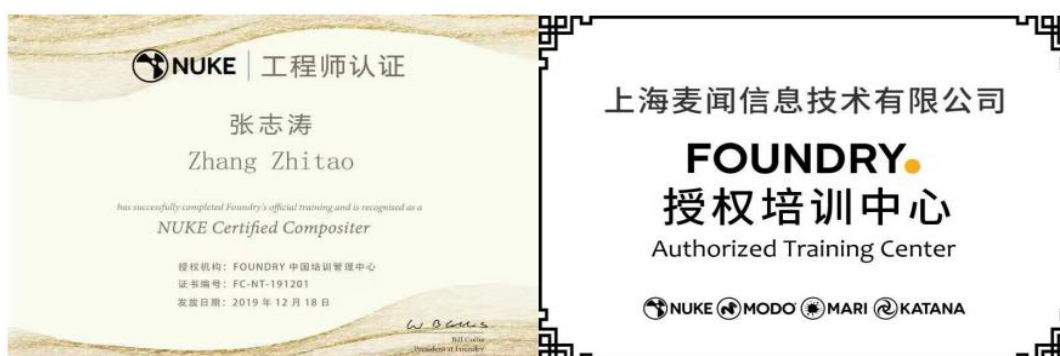 NUKE 工程师认证
张志涛
Zhang Zhitao
has successfully completed Foundry's official training and is recognized as a
NUKE Certified Compositer
授权机构：FOUNDRY 中国培训管理中心
证书编号：FC-NT-191201
发放日期：2019 年 12 月 18 日
Bill Collis
President at Foundry
上海麦闻信息技术有限公司
FOUNDRY.
授权培训中心
Authorized Training Center
NUKE MODO MARI KATANA